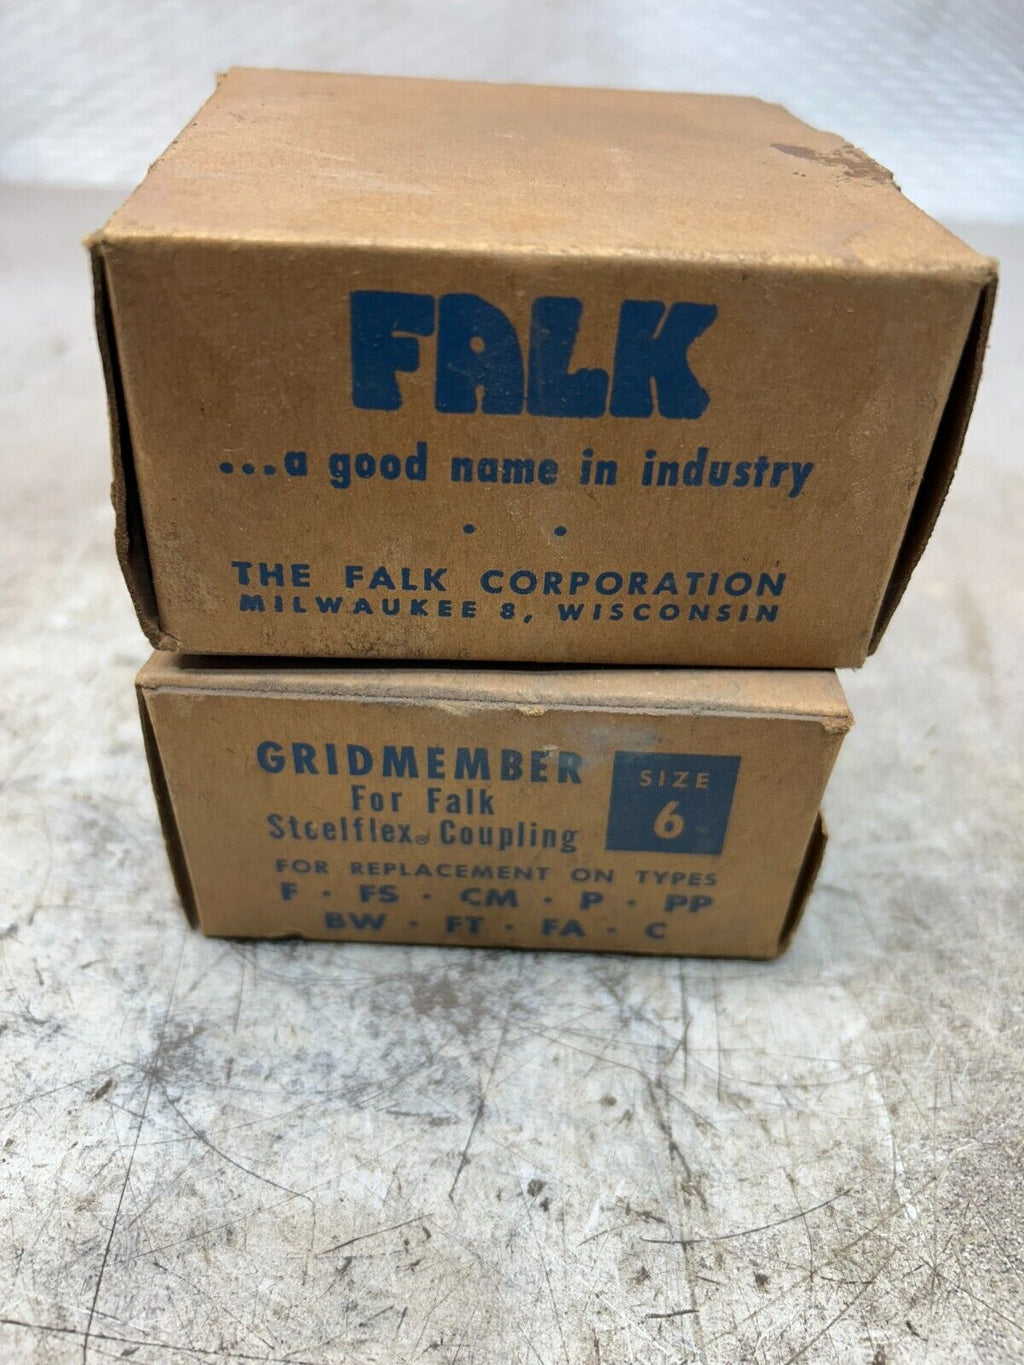 FALK
...a good name in industry
• •
THE FALK CORPORATION
MILWAUKEE 8, WISCONSIN
GRIDMEMBER
For Falk
Steelflex® Coupling
SIZE
6
FOR REPLACEMENT ON TYPES
F • FS • CM • P • PP
BW • FT • FA • C